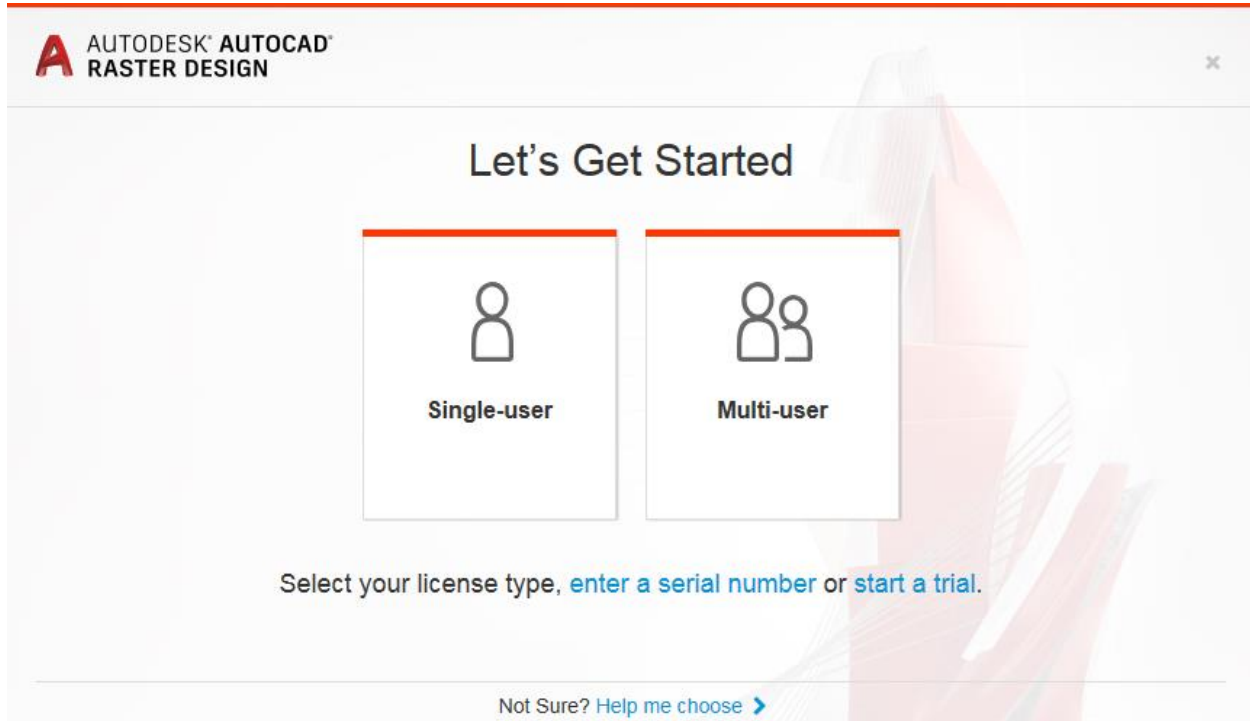 AUTODESK® AUTOCAD®
RASTER DESIGN
Let's Get Started
Single-user
Multi-user
Select your license type, enter a serial number or start a trial.
Not Sure? Help me choose